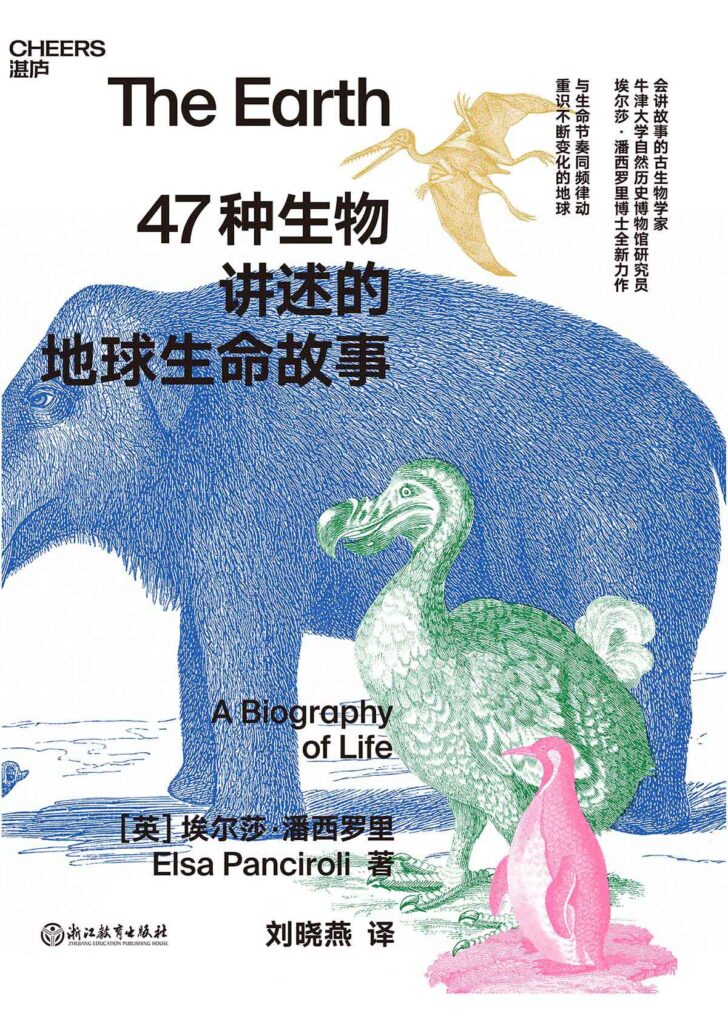 CHEERS
湛庐
The Earth
47种生物
讲述的
地球生命故事
会讲故事的古生物学家
牛津大学自然历史博物馆研究员
埃尔莎·潘西罗里博士全新力作
与生命节奏同频律动
重识不断变化的地球
A Biography
of Life
[英]埃尔莎·潘西罗里
Elsa Panciroli 著
刘晓燕 译
浙江教育出版社
ZHEJIANG EDUCATION PUBLISHING HOUSE